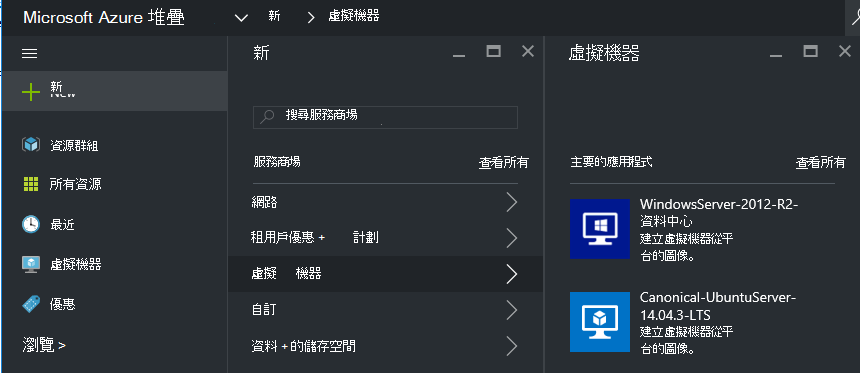 Microsoft Azure 堆疊
新
虛擬機器
新
New
資源群組
所有資源
最近
虛擬機器
優惠
瀏覽 >
新
搜尋服務商場
服務商場
查看所有
網路
租用戶優惠 + 計劃
虛擬 機器
自訂
資料 +的儲存空間
虛擬機器
主要的應用程式
查看所有
WindowsServer-2012-R2-
資料中心
建立虛擬機器從平
台的圖像。
Canonical-UbuntuServer-
14.04.3-LTS
建立虛擬機器從平
台的圖像。